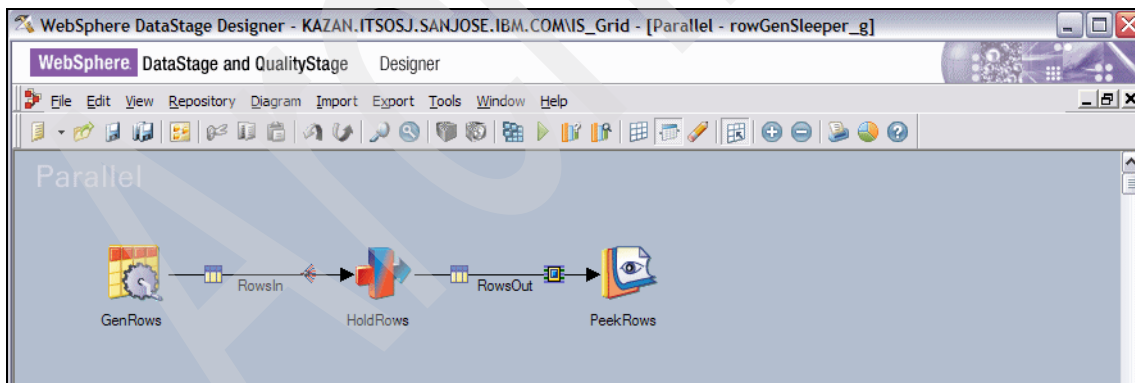 WebSphere DataStage Designer - KAZAN.ITSOSJ.SANJOSE.IBM.COM\IS_Grid - [Parallel - rowGenSleeper_g]
WebSphere. DataStage and QualityStage Designer
File Edit View Repository Diagram Import Export Tools Window Help
Parallel
RowsIn RowsOut
GenRows HoldRows PeekRows